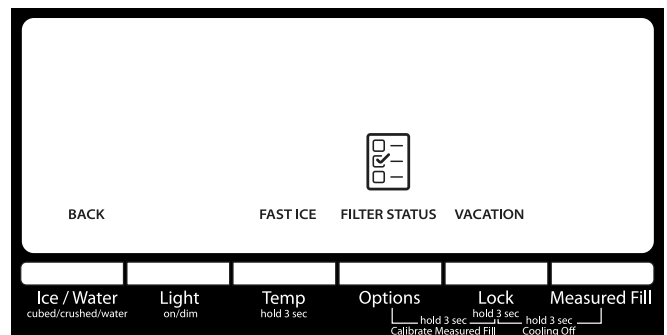 BACK FAST ICE FILTER STATUS VACATION
Ice / Water Light Temp Options Lock Measured Fill
cubed/crushed/water on/dim hold 3 sec hold 3 sec
hold 3 sec hold 3 sec
Calibrate Measured Fill Cooling Off